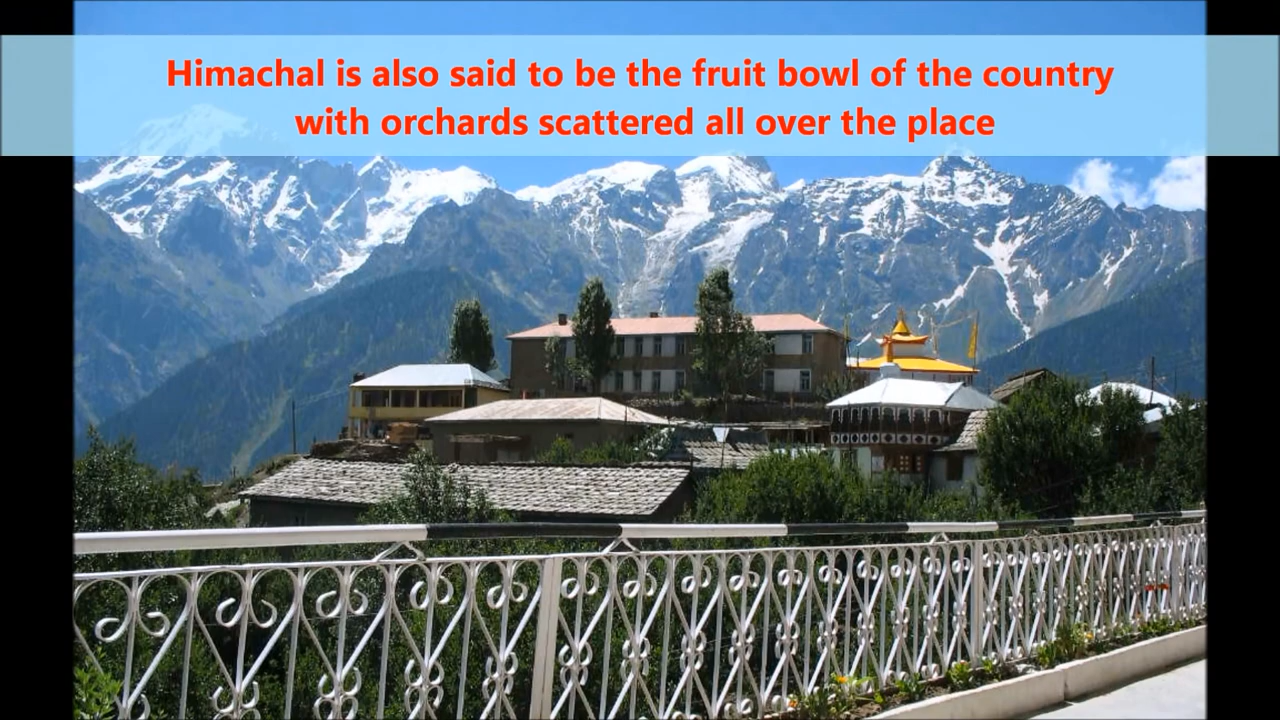 Himachal is also said to be the fruit bowl of the country
with orchards scattered all over the place